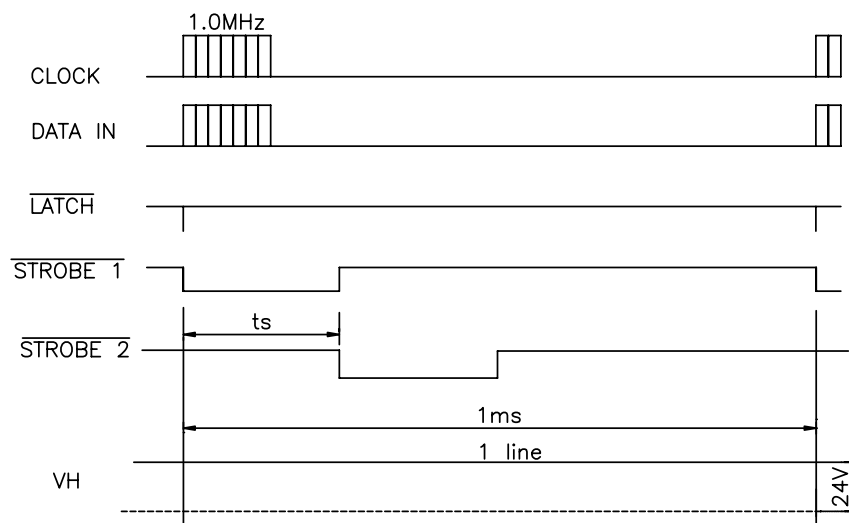 1.0MHz
CLOCK
DATA IN
LATCH
STROBE 1
ts
STROBE 2
1ms
1 line
VH
24V